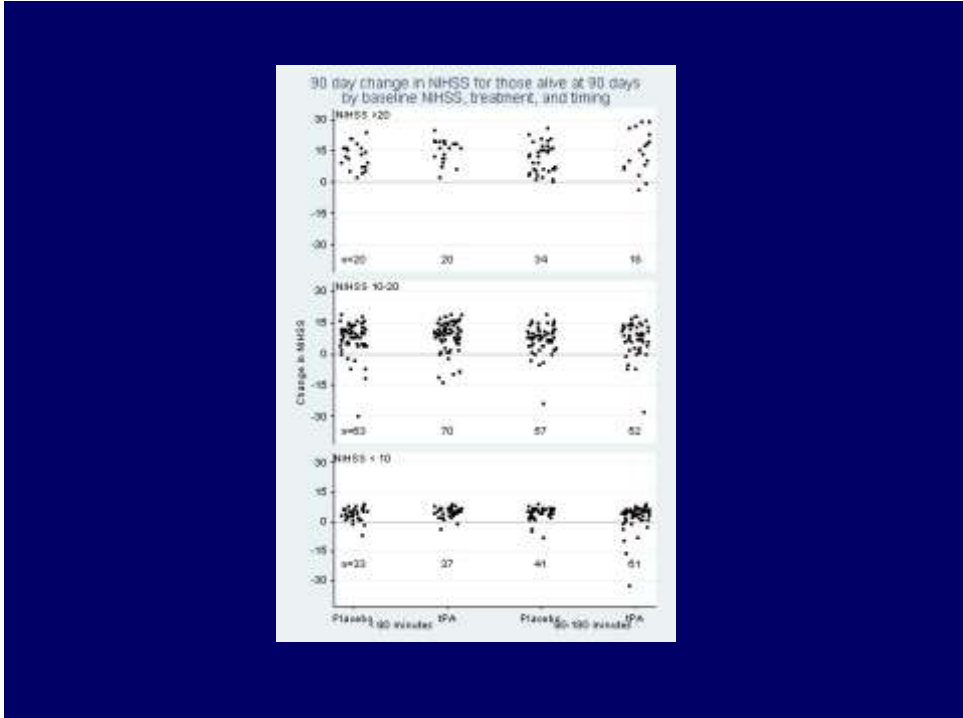 90 day change in NIHSS for those alive at 90 days
by baseline NIHSS, treatment, and timing
NIHSS >20
30
15
0
-15
-30
n=20 20 34 18
NIHSS 10-20
30
15
0
-15
-30
n=63 70 57 52
Change in NIHSS
NIHSS < 10
30
15
0
-15
-30
n=33 37 41 61
Placebo tPA Placebo tPA
minutes minutes